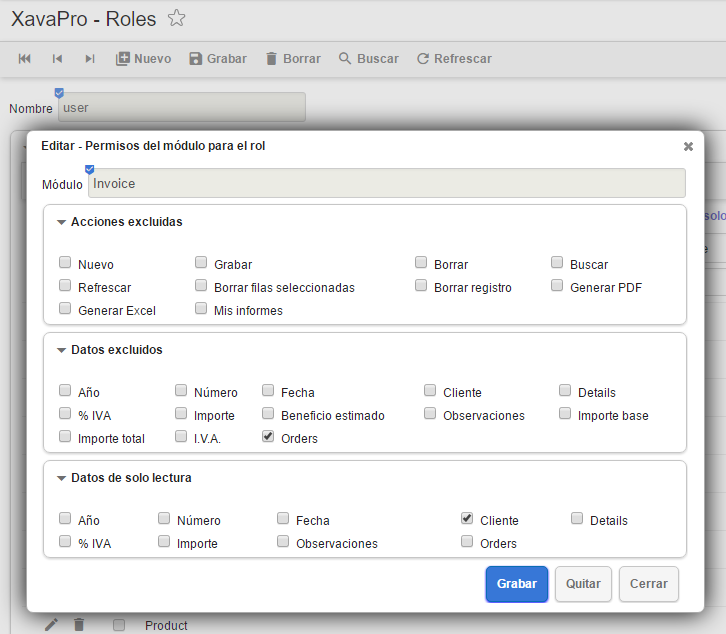 XavaPro - Roles
Nuevo Grabar Borrar Buscar Refrescar
Nombre user
Editar - Permisos del módulo para el rol
Módulo Invoice
Acciones excluidas
Nuevo Grabar Borrar Buscar
Refrescar Borrar filas seleccionadas Borrar registro Generar PDF
Generar Excel Mis informes
Datos excluidos
Año Número Fecha Cliente Details
% IVA Importe Beneficio estimado Observaciones Importe base
Importe total I.V.A. Orders
Datos de solo lectura
Año Número Fecha Cliente Details
% IVA Importe Observaciones Orders
Grabar Quitar Cerrar
solo
Product